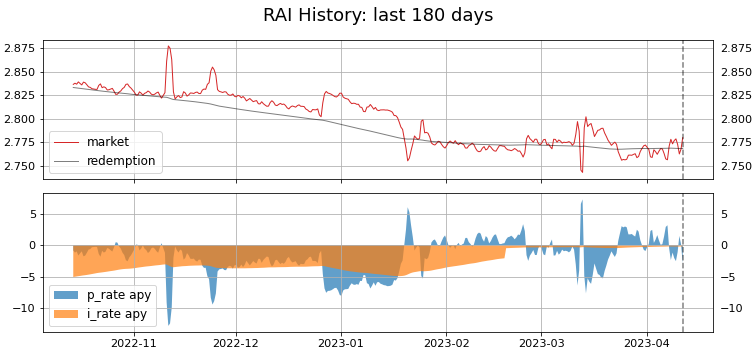 RAI History: last 180 days
2.875 2.875
2.850 2.850
2.825 2.825
2.800 2.800
2.775 2.775
2.750 2.750
market
redemption
5 5
0 0
−5 −5
−10 −10
p_rate apy
i_rate apy
2022-11 2022-12 2023-01 2023-02 2023-03 2023-04